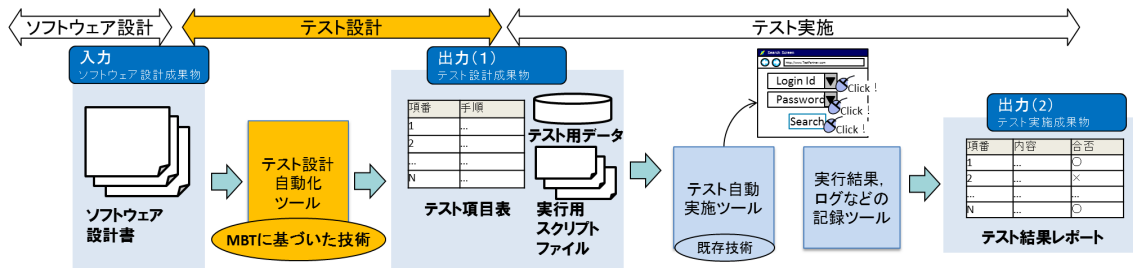 ソフトウェア設計
テスト設計
テスト実施
入力
ソフトウェア設計成果物
ソフトウェア
設計書
テスト設計
自動化
ツール
MBTに基づいた技術
出力(1)
テスト設計成果物
項番 手順
1 …
2 …
… …
N …
テスト項目表
テスト用データ
実行用
スクリプト
ファイル
Search Screen
Login Id
Click！
Password
Click！
Search
Click！
テスト自動
実施ツール
既存技術
実行結果，
ログなどの
記録ツール
出力(2)
テスト実施成果物
項番 内容 合否
1 … ○
2 … ×
… … …
N … ○
テスト結果レポート